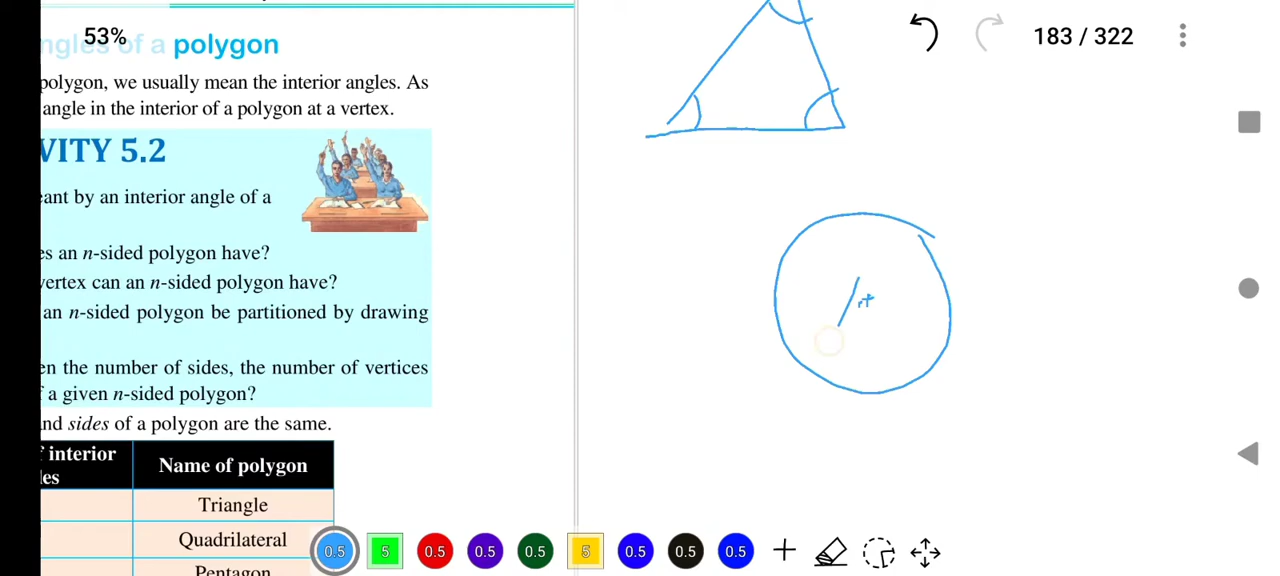 53%
ngles of a polygon
183 / 322
polygon, we usually mean the interior angles. As
angle in the interior of a polygon at a vertex.
VITY 5.2
eant by an interior angle of a
es an n-sided polygon have?
vertex can an n-sided polygon have?
an n-sided polygon be partitioned by drawing
en the number of sides, the number of vertices
f a given n-sided polygon?
and sides of a polygon are the same.
f interior
les
Name of polygon
Triangle
Quadrilateral
Pentagon
0.5 5 0.5 0.5 0.5 5 0.5 0.5 0.5